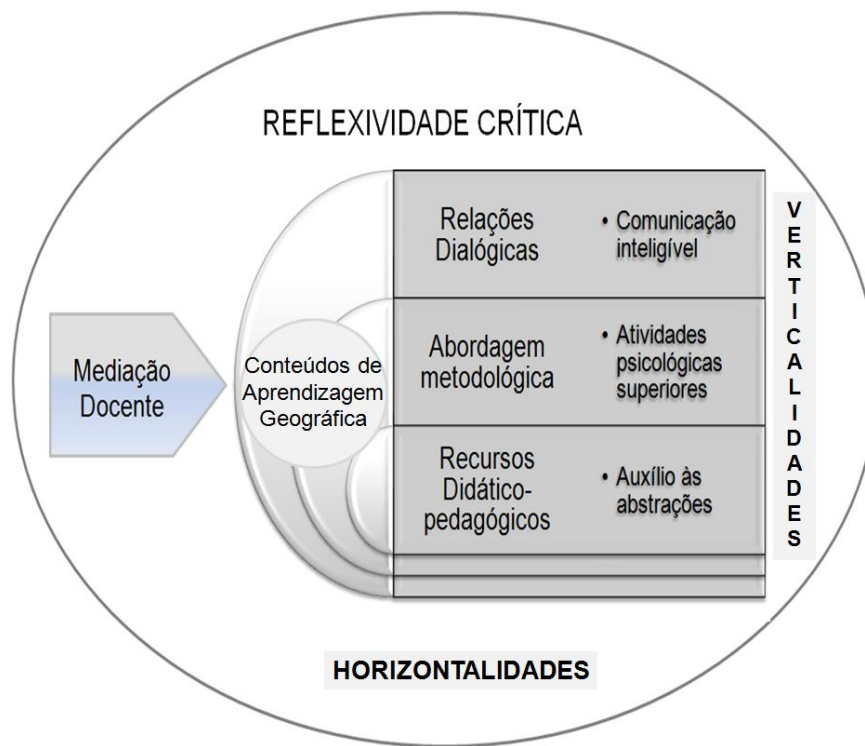 REFLEXIVIDADE CRÍTICA
Mediação
Docente
Conteúdos de
Aprendizagem
Geográfica
Relações
Dialógicas
• Comunicação
inteligível
Abordagem
metodológica
• Atividades
psicológicas
superiores
Recursos
Didático-
pedagógicos
• Auxílio às
abstrações
VERTICALIDADES
HORIZONTALIDADES